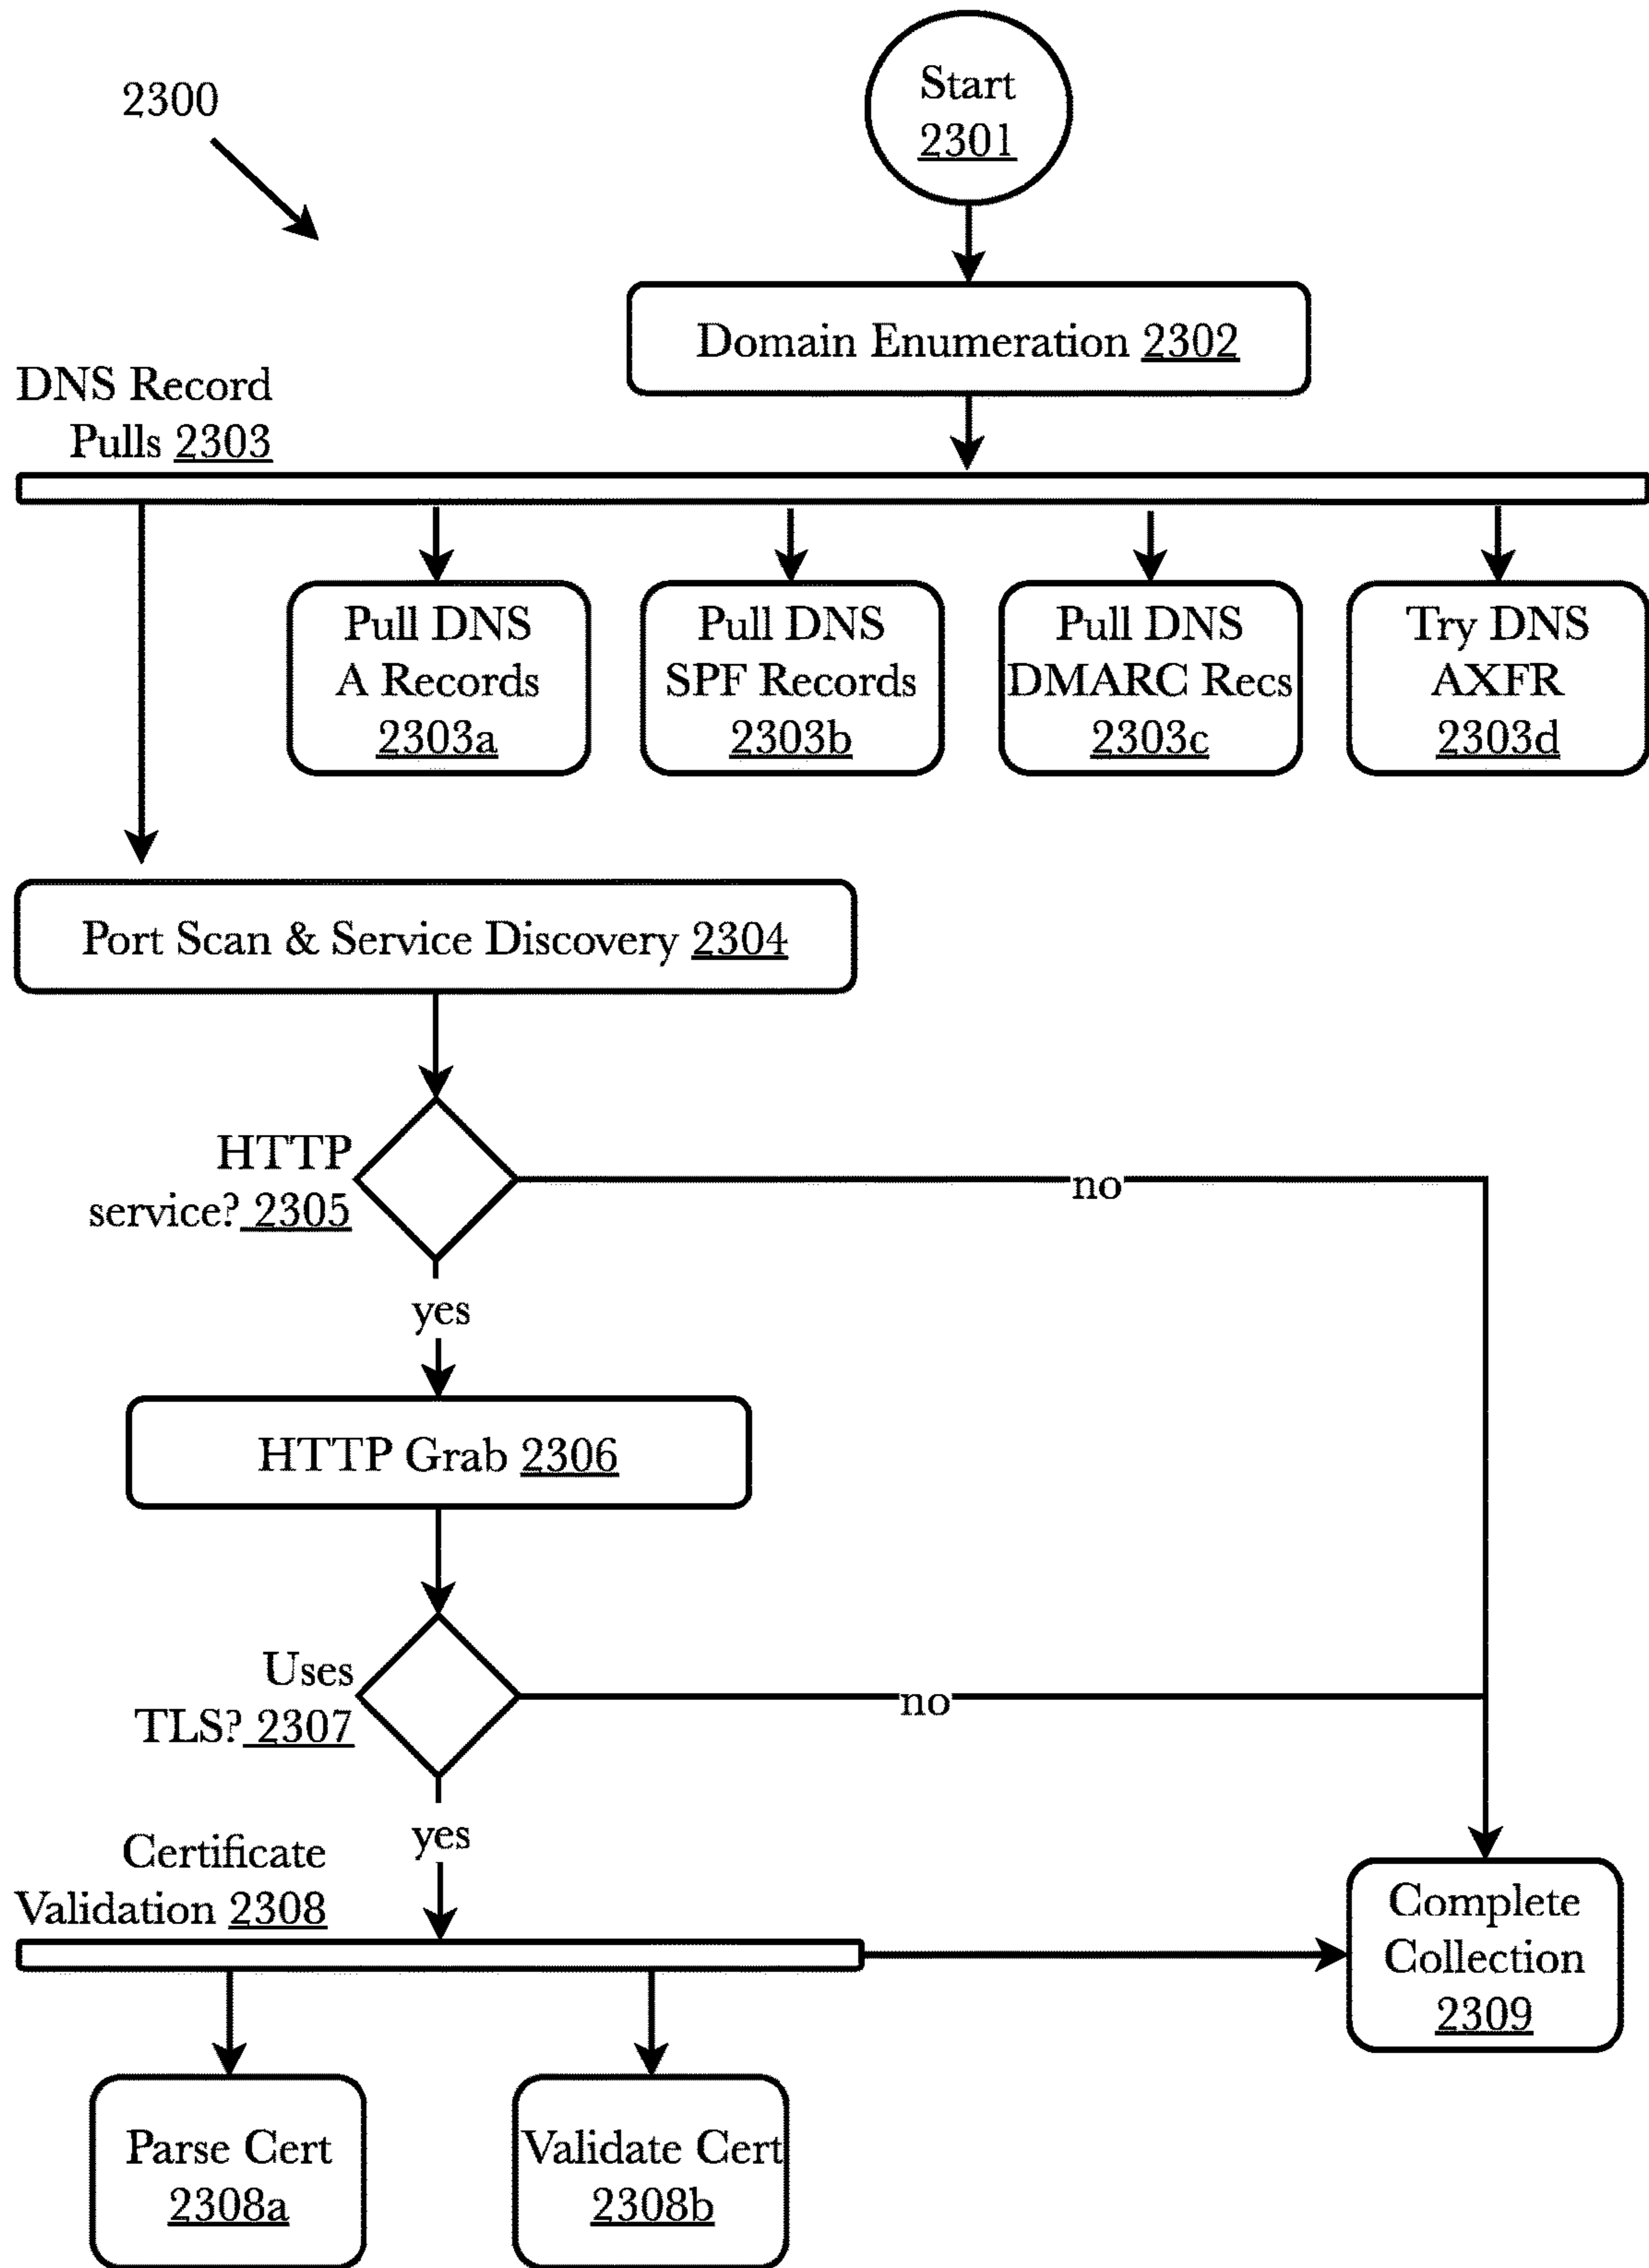 2300
Start
2301
Domain Enumeration 2302
DNS Record
Pulls 2303
Pull DNS
A Records
2303a
Pull DNS
SPF Records
2303b
Pull DNS
DMARC Recs
2303c
Try DNS
AXFR
2303d
Port Scan & Service Discovery 2304
HTTP
service? 2305
no
yes
HTTP Grab 2306
Uses
TLS? 2307
no
yes
Certificate
Validation 2308
Complete
Collection
2309
Parse Cert
2308a
Validate Cert
2308b